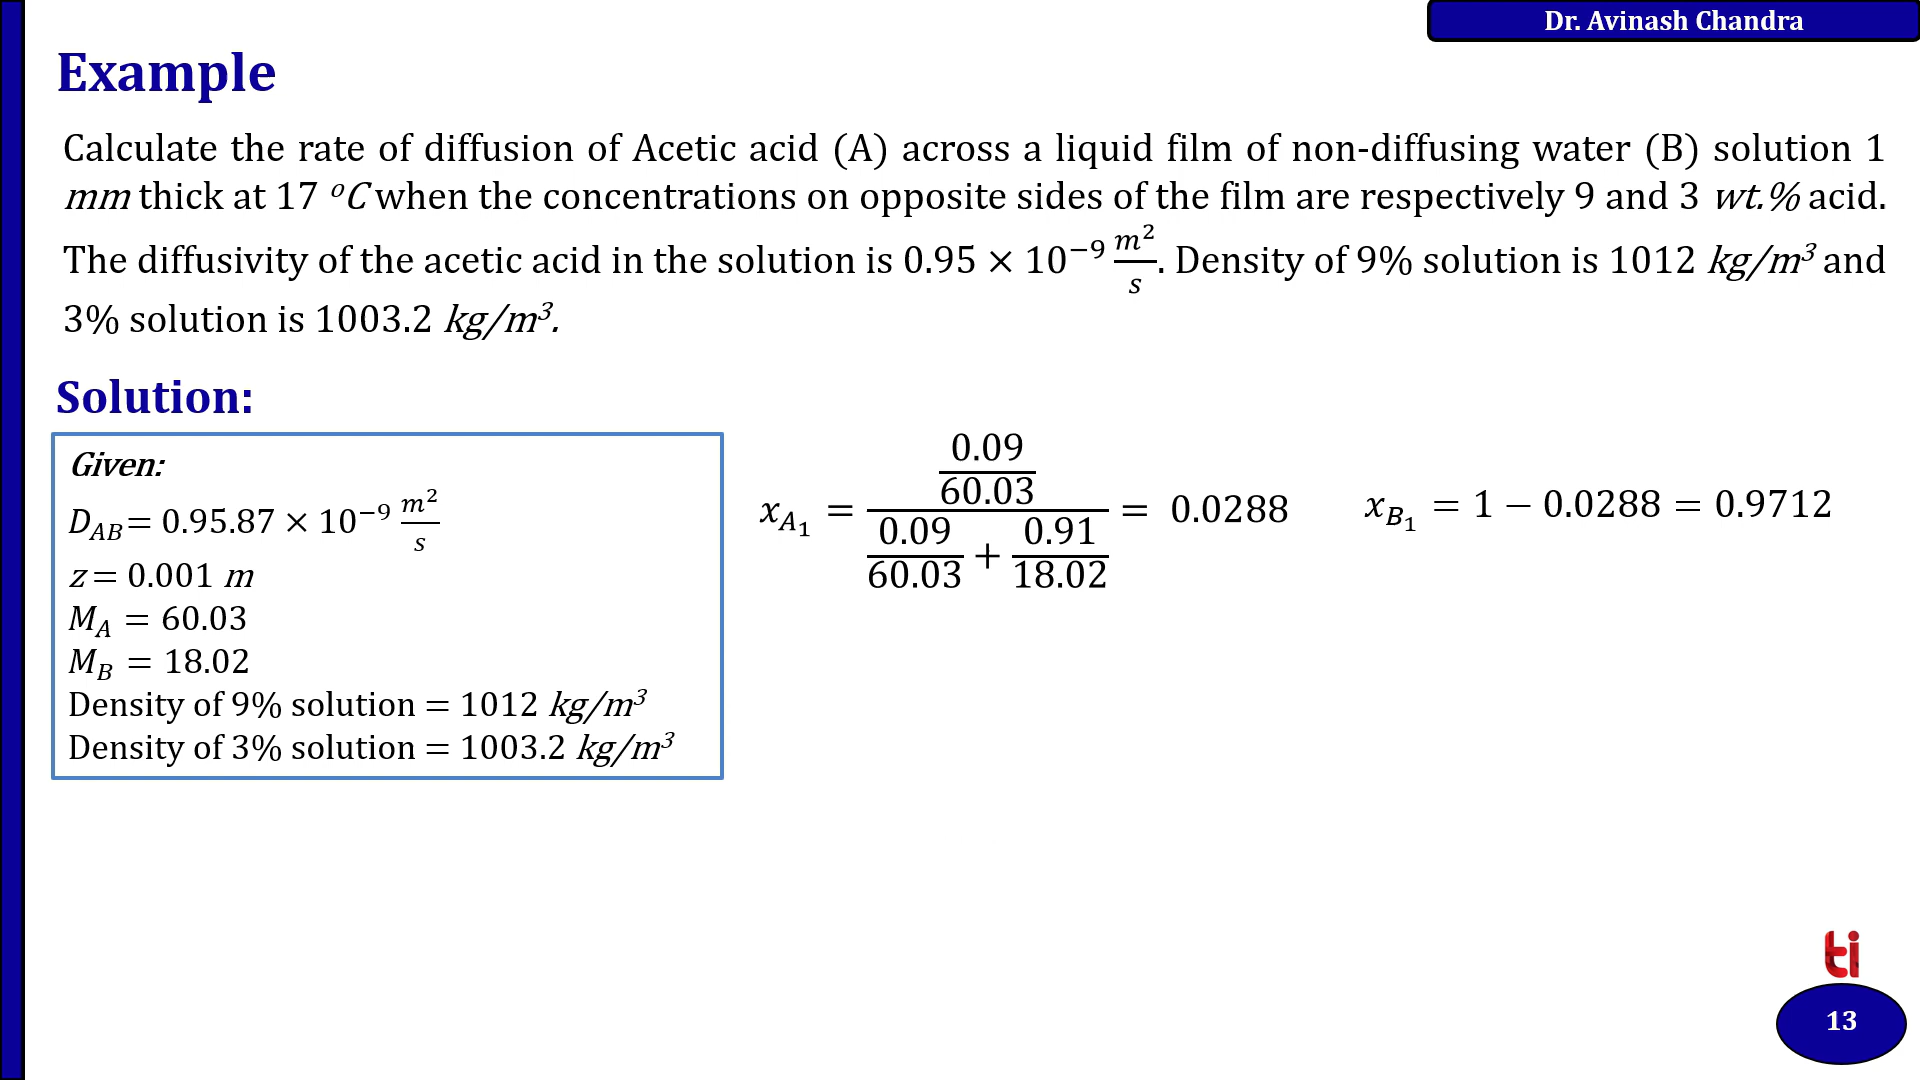 Dr. Avinash Chandra
Example
Calculate the rate of diffusion of Acetic acid (A) across a liquid film of non-diffusing water (B) solution 1
mm thick at 17 °C when the concentrations on opposite sides of the film are respectively 9 and 3 wt.% acid.
The diffusivity of the acetic acid in the solution is 0.95 × 10⁻⁹ m²/s. Density of 9% solution is 1012 kg/m³ and
3% solution is 1003.2 kg/m³.
Solution:
Given:
D_AB = 0.95.87 × 10⁻⁹ m²/s
z = 0.001 m
M_A = 60.03
M_B = 18.02
Density of 9% solution = 1012 kg/m³
Density of 3% solution = 1003.2 kg/m³
x_A₁ = (0.09/60.03) / (0.09/60.03 + 0.91/18.02) = 0.0288
x_B₁ = 1 − 0.0288 = 0.9712
ti
13